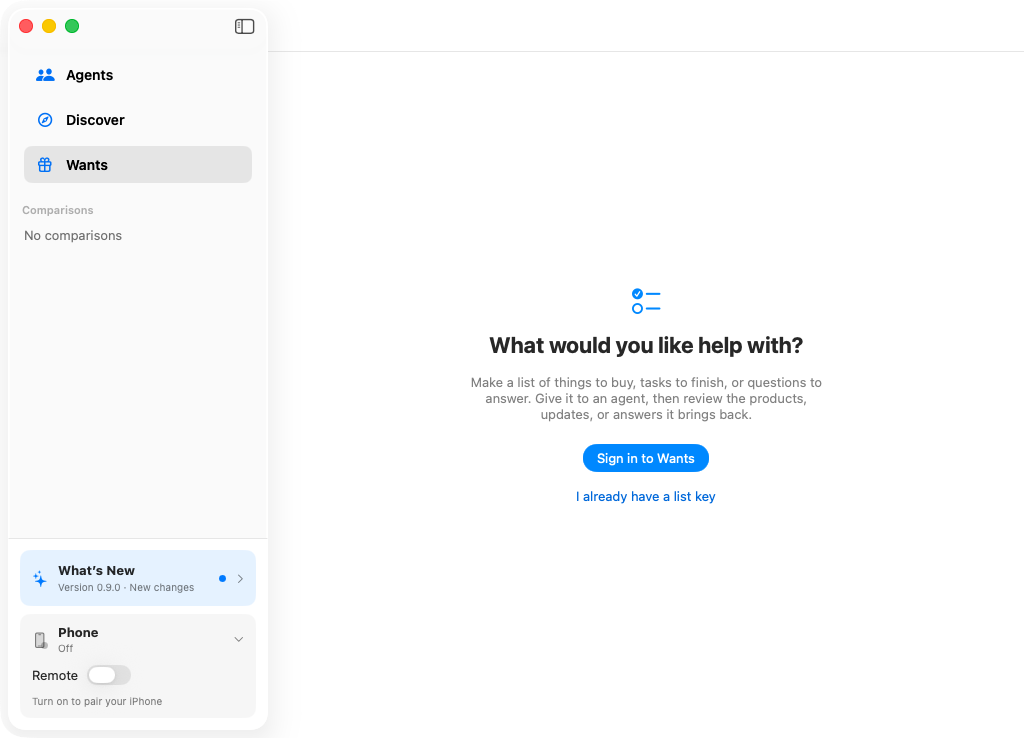 Agents
Discover
Wants
Comparisons
No comparisons
What would you like help with?
Make a list of things to buy, tasks to finish, or questions to
answer. Give it to an agent, then review the products,
updates, or answers it brings back.
Sign in to Wants
I already have a list key
What’s New
Version 0.9.0 · New changes
Phone
Off
Remote
Turn on to pair your iPhone